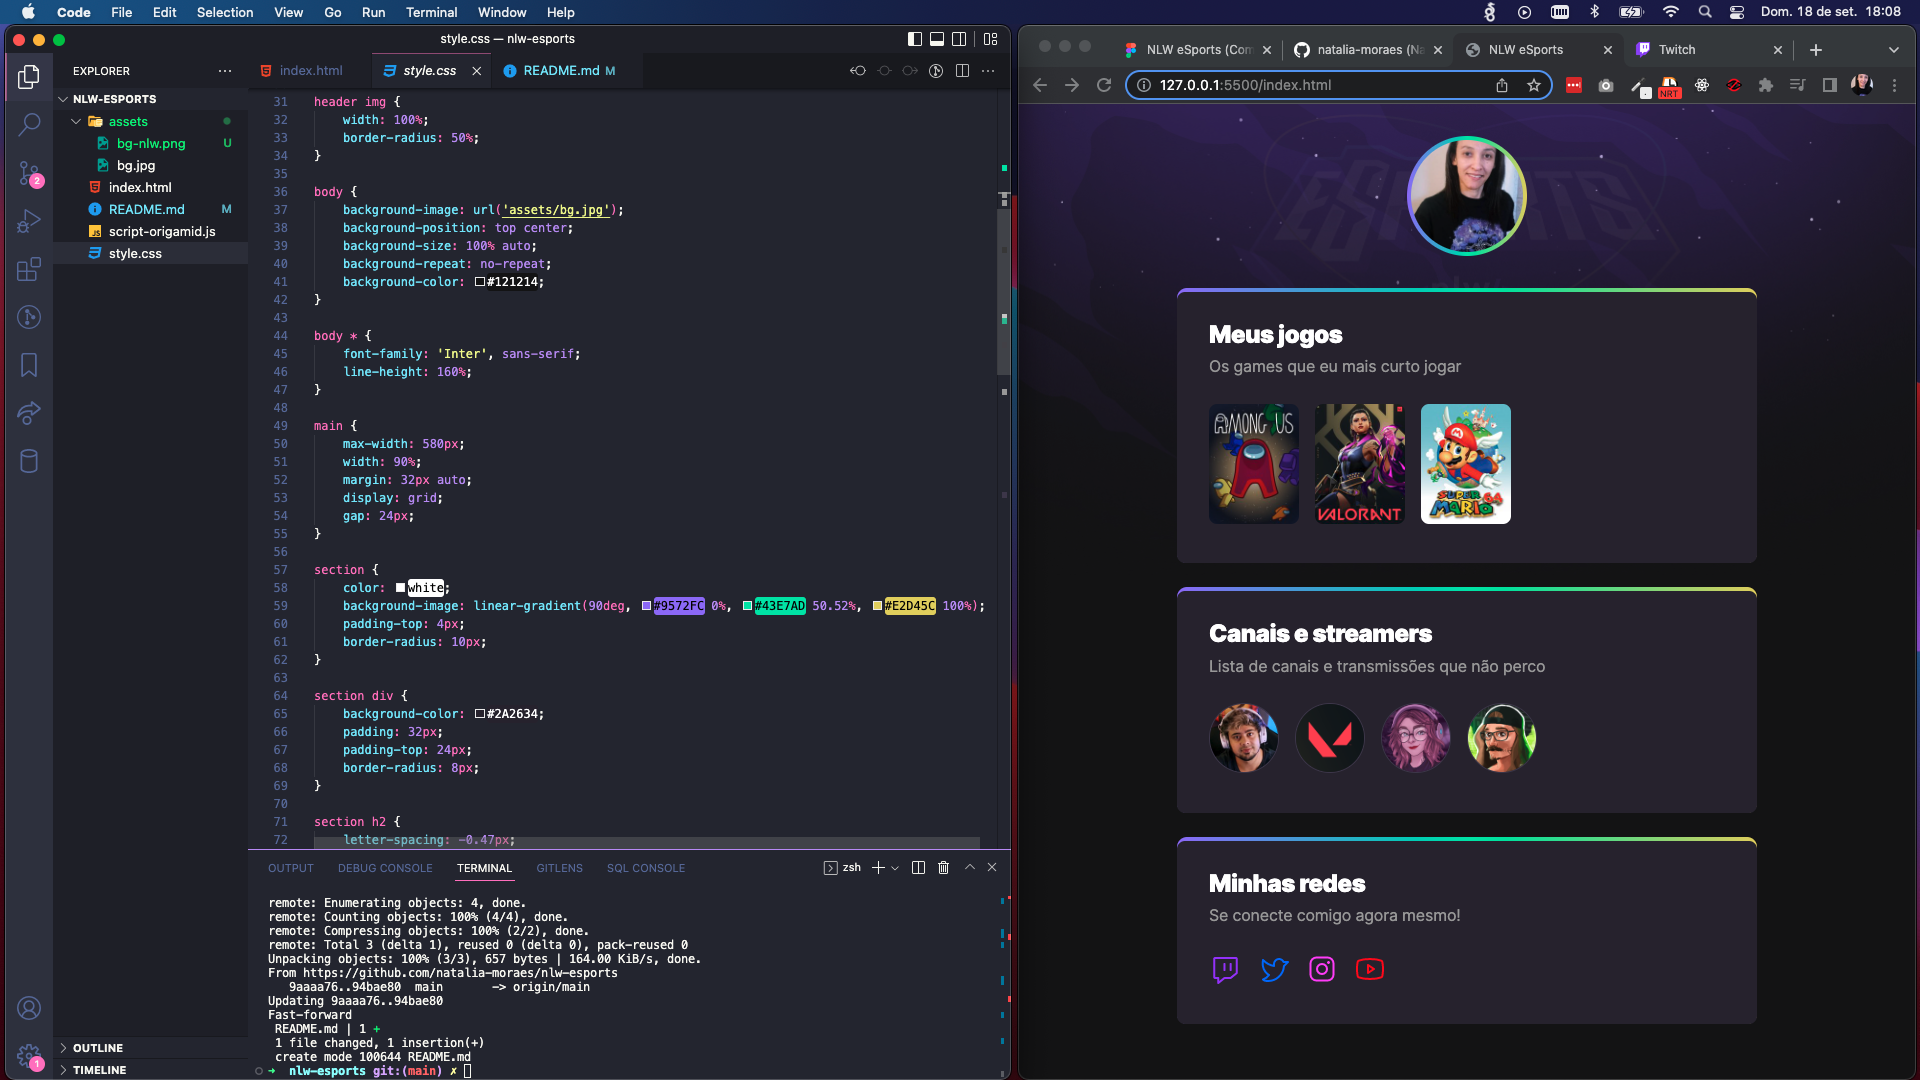 Code File Edit Selection View Go Run Terminal Window Help
Dom. 18 de set. 18:08
style.css — nlw-esports
EXPLORER
NLW-ESPORTS
assets
bg-nlw.png U
bg.jpg
index.html
README.md M
script-origamid.js
style.css
OUTLINE
TIMELINE
2
1
index.html
style.css
README.md M
31 header img {
32 width: 100%;
33 border-radius: 50%;
34 }
35
36 body {
37 background-image: url('assets/bg.jpg');
38 background-position: top center;
39 background-size: 100% auto;
40 background-repeat: no-repeat;
41 background-color: #121214;
42 }
43
44 body * {
45 font-family: 'Inter', sans-serif;
46 line-height: 160%;
47 }
48
49 main {
50 max-width: 580px;
51 width: 90%;
52 margin: 32px auto;
53 display: grid;
54 gap: 24px;
55 }
56
57 section {
58 color: white;
59 background-image: linear-gradient(90deg, #9572FC 0%, #43E7AD 50.52%, #E2D45C 100%);
60 padding-top: 4px;
61 border-radius: 10px;
62 }
63
64 section div {
65 background-color: #2A2634;
66 padding: 32px;
67 padding-top: 24px;
68 border-radius: 8px;
69 }
70
71 section h2 {
72 letter-spacing: -0.47px;
OUTPUT DEBUG CONSOLE TERMINAL GITLENS SQL CONSOLE
zsh
remote: Enumerating objects: 4, done.
remote: Counting objects: 100% (4/4), done.
remote: Compressing objects: 100% (2/2), done.
remote: Total 3 (delta 1), reused 0 (delta 0), pack-reused 0
Unpacking objects: 100% (3/3), 657 bytes | 164.00 KiB/s, done.
From https://github.com/natalia-moraes/nlw-esports
9aaaa76..94bae80 main -> origin/main
Updating 9aaaa76..94bae80
Fast-forward
README.md | 1 +
1 file changed, 1 insertion(+)
create mode 100644 README.md
➜ nlw-esports git:(main) ✗
NLW eSports (Com
natalia-moraes (Na
NLW eSports
Twitch
127.0.0.1:5500/index.html
NRT
ESPORTS
nlw
Meus jogos
Os games que eu mais curto jogar
AMONG US
VALORANT
SUPER MARIO 64
Canais e streamers
Lista de canais e transmissões que não perco
Minhas redes
Se conecte comigo agora mesmo!